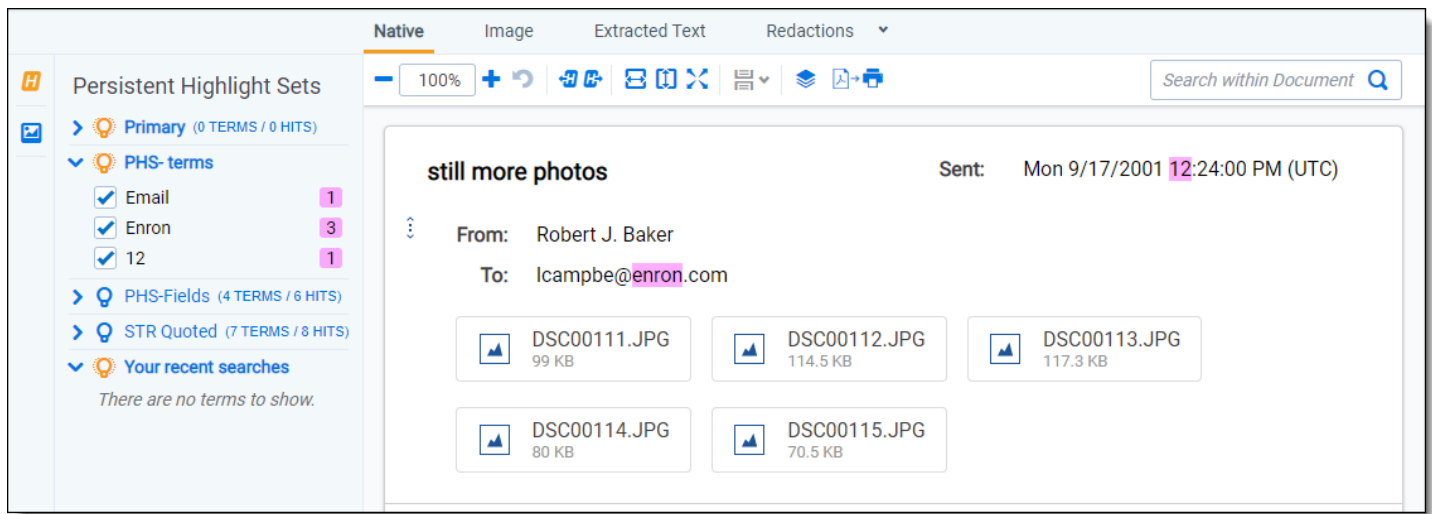 Native Image Extracted Text Redactions
Persistent Highlight Sets
100%
Search within Document
Primary (0 TERMS / 0 HITS)
PHS- terms
Email 1
Enron 3
12 1
PHS-Fields (4 TERMS / 6 HITS)
STR Quoted (7 TERMS / 8 HITS)
Your recent searches
There are no terms to show.
still more photos
Sent: Mon 9/17/2001 12:24:00 PM (UTC)
From: Robert J. Baker
To: lcampbe@enron.com
DSC00111.JPG
99 KB
DSC00112.JPG
114.5 KB
DSC00113.JPG
117.3 KB
DSC00114.JPG
80 KB
DSC00115.JPG
70.5 KB